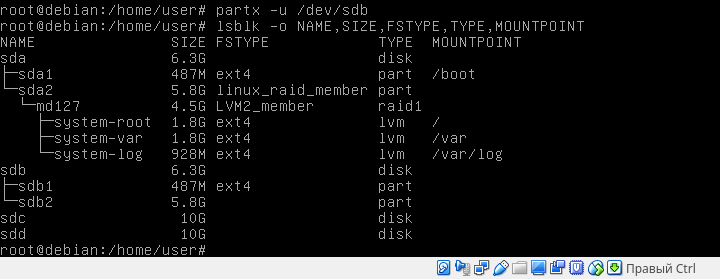 root@debian:/home/user# partx -u /dev/sdb
root@debian:/home/user# lsblk -o NAME,SIZE,FSTYPE,TYPE,MOUNTPOINT
NAME                 SIZE FSTYPE            TYPE  MOUNTPOINT
sda                  6.3G                   disk
├─sda1               487M ext4              part  /boot
└─sda2               5.8G linux_raid_member part
  └─md127            4.5G LVM2_member       raid1
    ├─system-root    1.8G ext4              lvm   /
    ├─system-var     1.8G ext4              lvm   /var
    └─system-log     928M ext4              lvm   /var/log
sdb                  6.3G                   disk
├─sdb1               487M ext4              part
└─sdb2               5.8G                   part
sdc                   10G                   disk
sdd                   10G                   disk
root@debian:/home/user#
Правый Ctrl